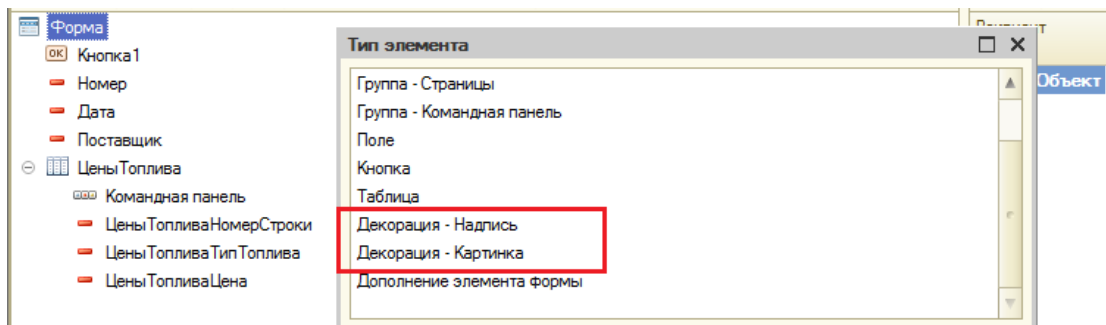 Форма
OK Кнопка1
Номер
Дата
Поставщик
ЦеныТоплива
Командная панель
ЦеныТопливаНомерСтроки
ЦеныТопливаТипТоплива
ЦеныТопливаЦена
Тип элемента
Группа - Страницы
Группа - Командная панель
Поле
Кнопка
Таблица
Декорация - Надпись
Декорация - Картинка
Дополнение элемента формы
Объект